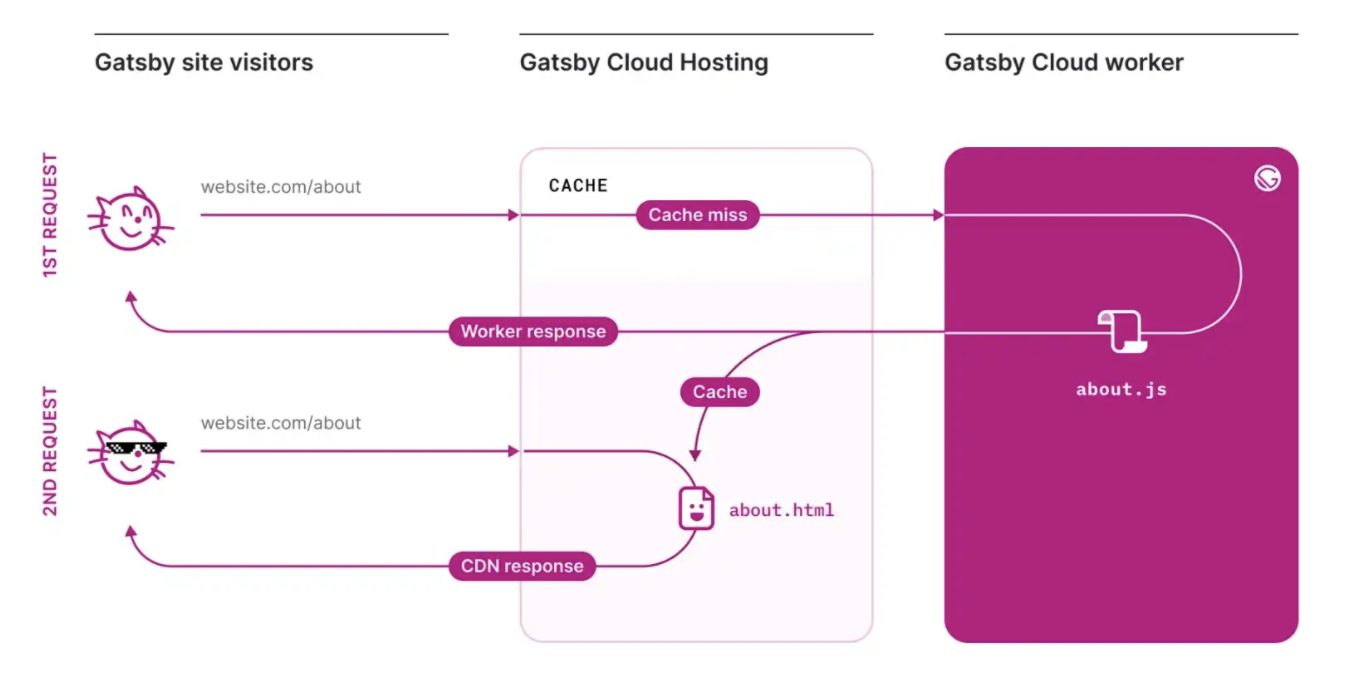 Gatsby site visitors
Gatsby Cloud Hosting
Gatsby Cloud worker
1ST REQUEST
website.com/about
CACHE
Cache miss
Worker response
Cache
about.js
2ND REQUEST
website.com/about
about.html
CDN response